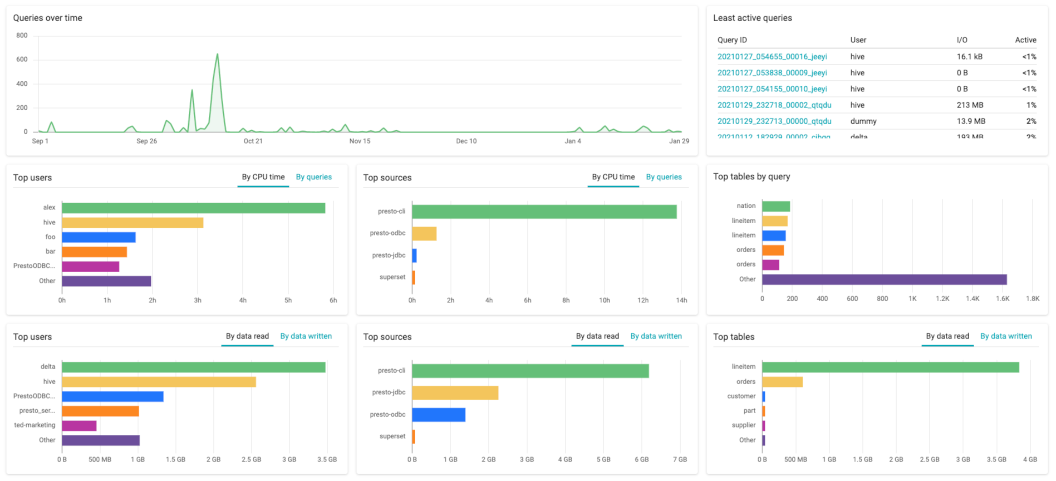 Queries over time
800
600
400
200
0
Sep 1 Sep 26 Oct 21 Nov 15 Dec 10 Jan 4 Jan 29
Least active queries
Query ID User I/O Active
20210127_054655_00016_jeeyi hive 16.1 kB <1%
20210127_053838_00009_jeeyi hive 0 B <1%
20210127_054155_00010_jeeyi hive 0 B <1%
20210129_232718_00002_qtqdu hive 213 MB 1%
20210129_232713_00000_qtqdu dummy 13.9 MB 2%
delta 193 MB 2%
Top users By CPU time By queries
alex
hive
foo
bar
PrestoODBC...
Other
0h 1h 2h 3h 4h 5h 6h
Top sources By CPU time By queries
presto-cli
presto-odbc
presto-jdbc
superset
0h 2h 4h 6h 8h 10h 12h 14h
Top tables by query
nation
lineitem
lineitem
orders
orders
Other
0 200 400 600 800 1K 1.2K 1.4K 1.6K 1.8K
Top users By data read By data written
delta
hive
PrestoODBC...
presto_ser...
ted-marketing
Other
0 B 500 MB 1 GB 1.5 GB 2 GB 2.5 GB 3 GB 3.5 GB
Top sources By data read By data written
presto-cli
presto-jdbc
presto-odbc
superset
0 B 1 GB 2 GB 3 GB 4 GB 5 GB 6 GB 7 GB
Top tables By data read By data written
lineitem
orders
customer
part
supplier
Other
0 B 500 MB 1 GB 1.5 GB 2 GB 2.5 GB 3 GB 3.5 GB 4 GB